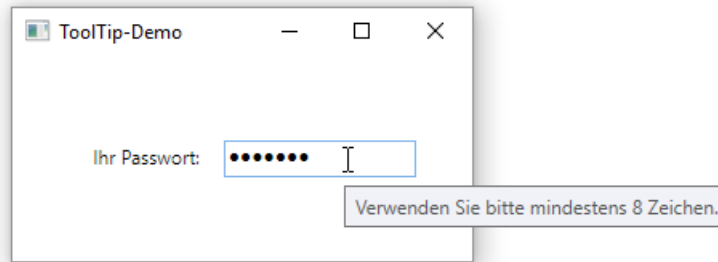 ToolTip-Demo
Ihr Passwort: •••••••
Verwenden Sie bitte mindestens 8 Zeichen.